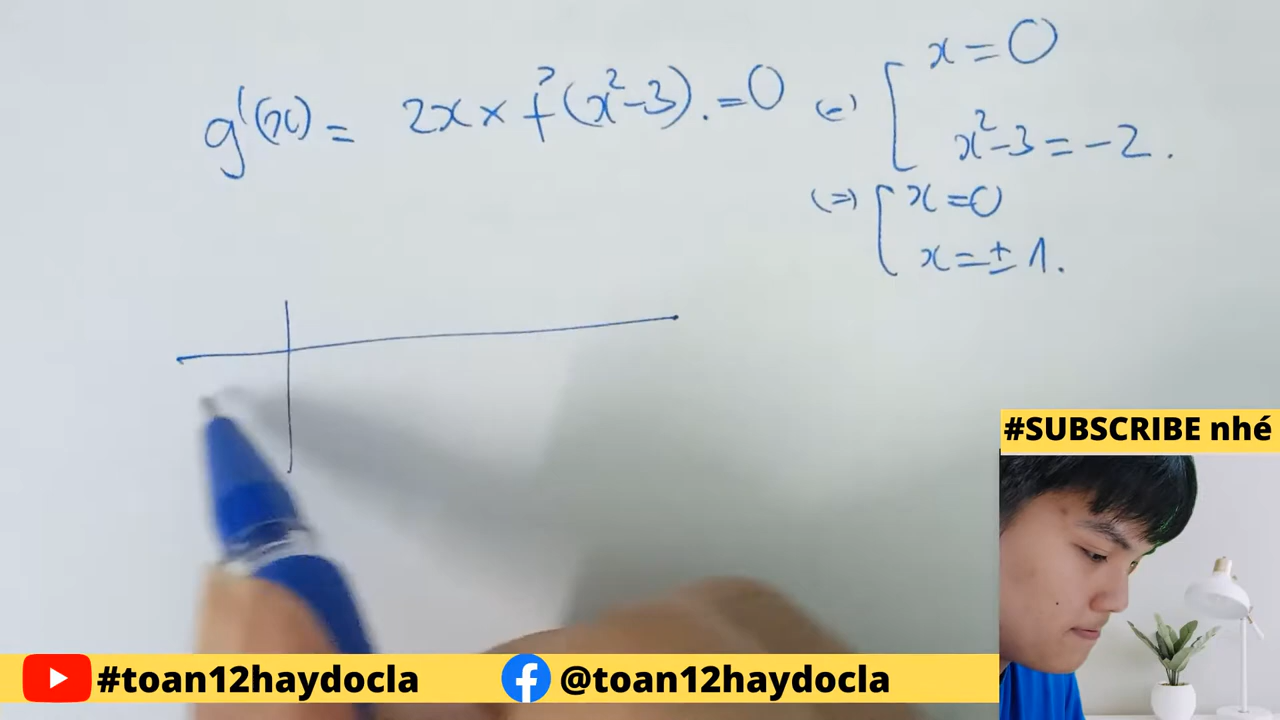 g'(x) = 2x × f'(x²-3). = 0 (=) [ x = 0
x²-3 = -2.
(=) [ x = 0
x = ± 1.
#SUBSCRIBE nhé
#toan12haydocla
@toan12haydocla